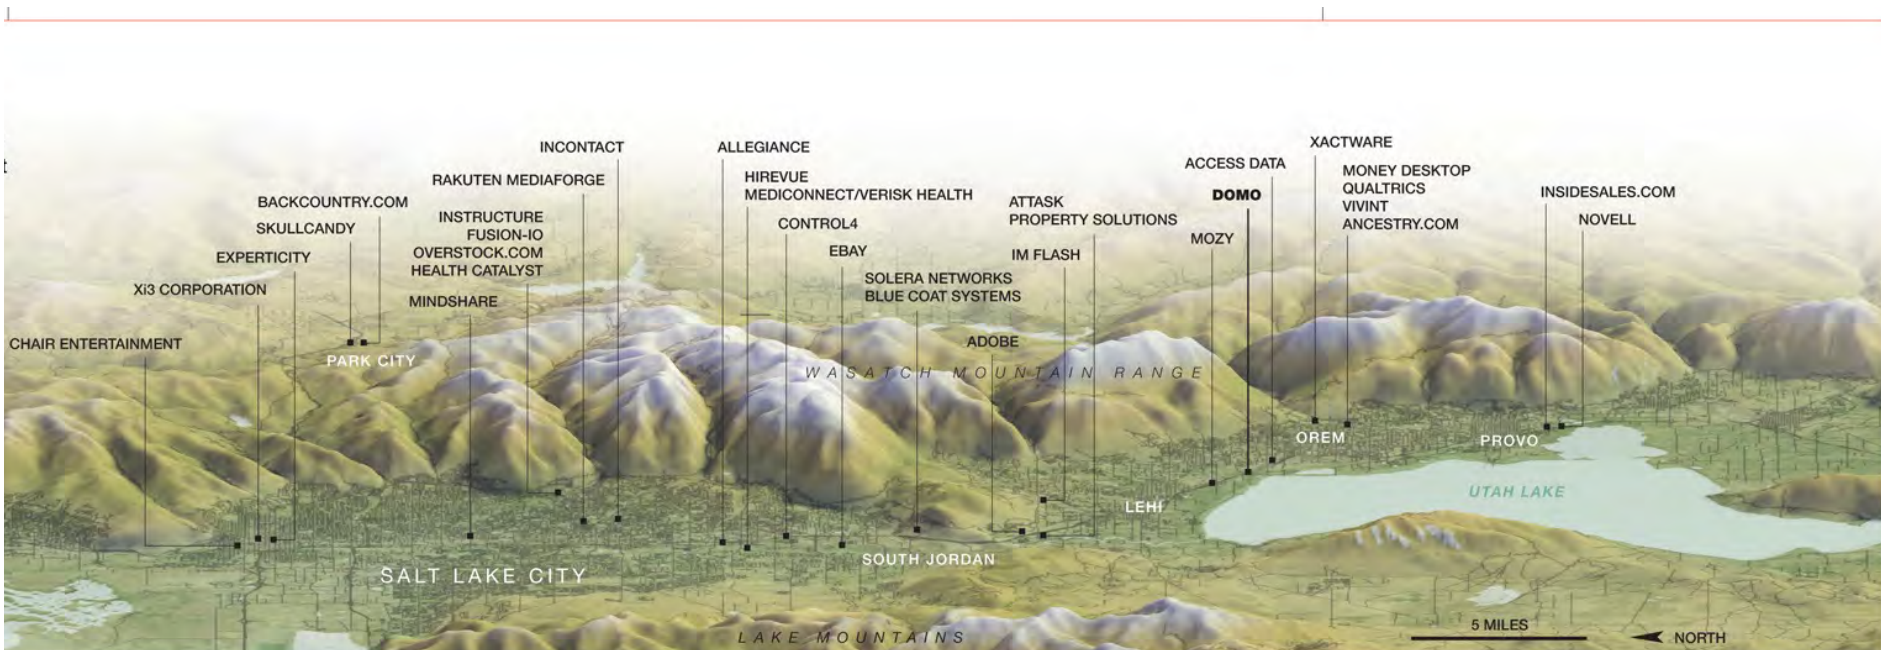 INCONTACT
ALLEGIANCE
XACTWARE
ACCESS DATA
MONEY DESKTOP
QUALTRICS
VIVINT
ANCESTRY.COM
RAKUTEN MEDIAFORGE
HIREVUE
MEDICONNECT/VERISK HEALTH
DOMO
INSIDESALES.COM
BACKCOUNTRY.COM
ATTASK
PROPERTY SOLUTIONS
SKULLCANDY
INSTRUCTURE
FUSION-IO
OVERSTOCK.COM
HEALTH CATALYST
CONTROL4
NOVELL
EXPERTICITY
EBAY
IM FLASH
MOZY
Xi3 CORPORATION
MINDSHARE
SOLERA NETWORKS
BLUE COAT SYSTEMS
CHAIR ENTERTAINMENT
ADOBE
PARK CITY
WASATCH MOUNTAIN RANGE
OREM
PROVO
UTAH LAKE
LEHI
SOUTH JORDAN
SALT LAKE CITY
LAKE MOUNTAINS
5 MILES
NORTH